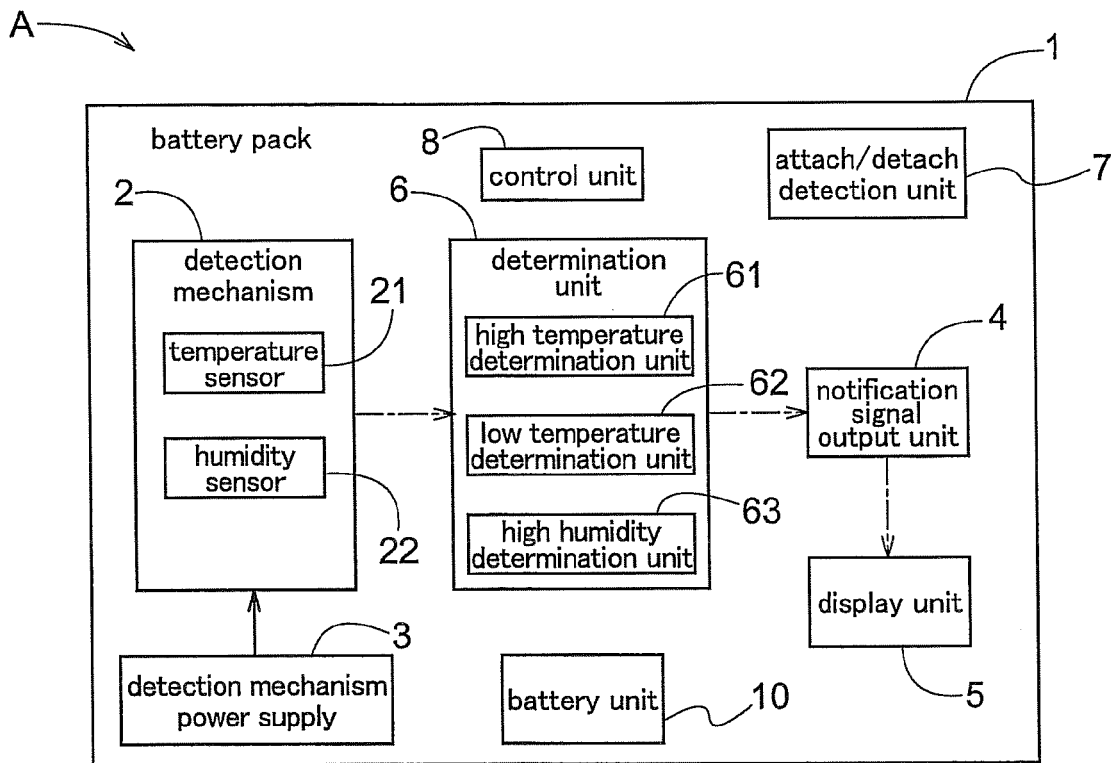 A
1
battery pack
8
control unit
attach/detach
detection unit
7
2
detection
mechanism
21
temperature
sensor
humidity
sensor
22
6
determination
unit
61
high temperature
determination unit
62
low temperature
determination unit
63
high humidity
determination unit
4
notification
signal
output unit
display unit
5
3
detection mechanism
power supply
battery unit
10